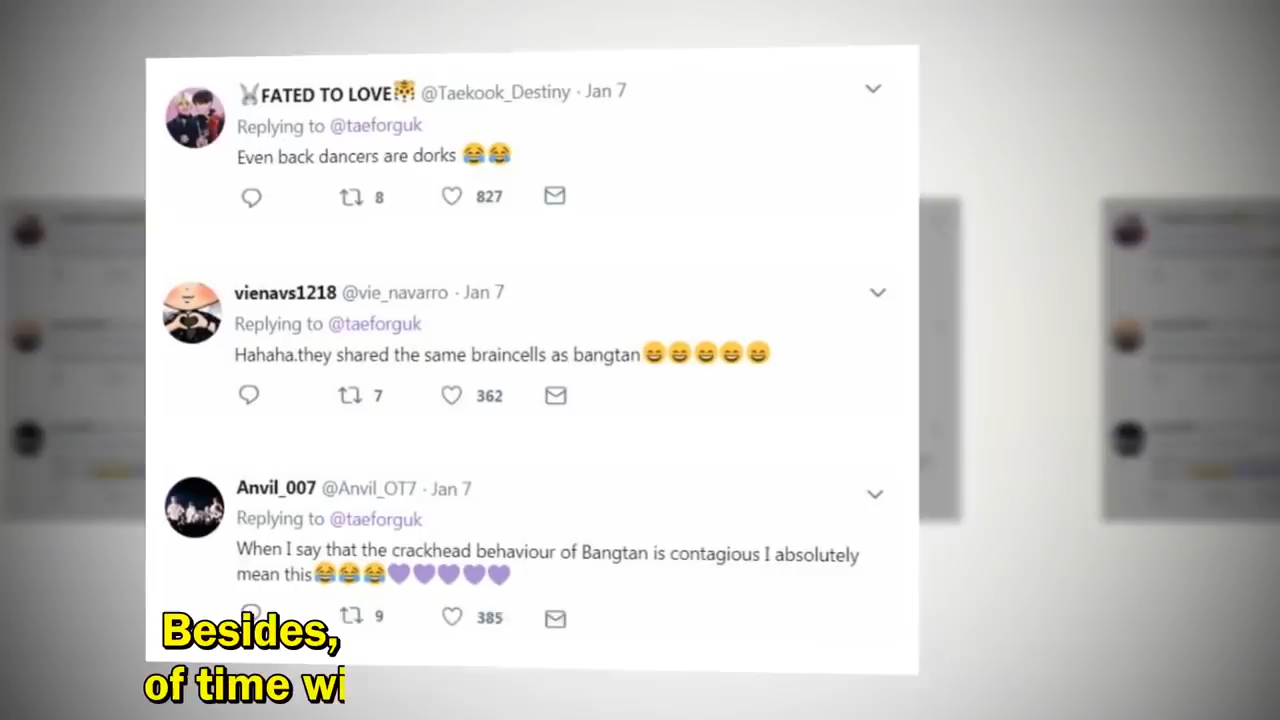 🐰FATED TO LOVE🐯 @Taekook_Destiny · Jan 7
Replying to @taeforguk
Even back dancers are dorks 😂😂
8 827
vienavs1218 @vie_navarro · Jan 7
Replying to @taeforguk
Hahaha.they shared the same braincells as bangtan😄😄😄😄😄
7 362
Anvil_007 @Anvil_OT7 · Jan 7
Replying to @taeforguk
When I say that the crackhead behaviour of Bangtan is contagious I absolutely
mean this😂😂😂💜💜💜💜💜
9 385
Besides,
of time wi